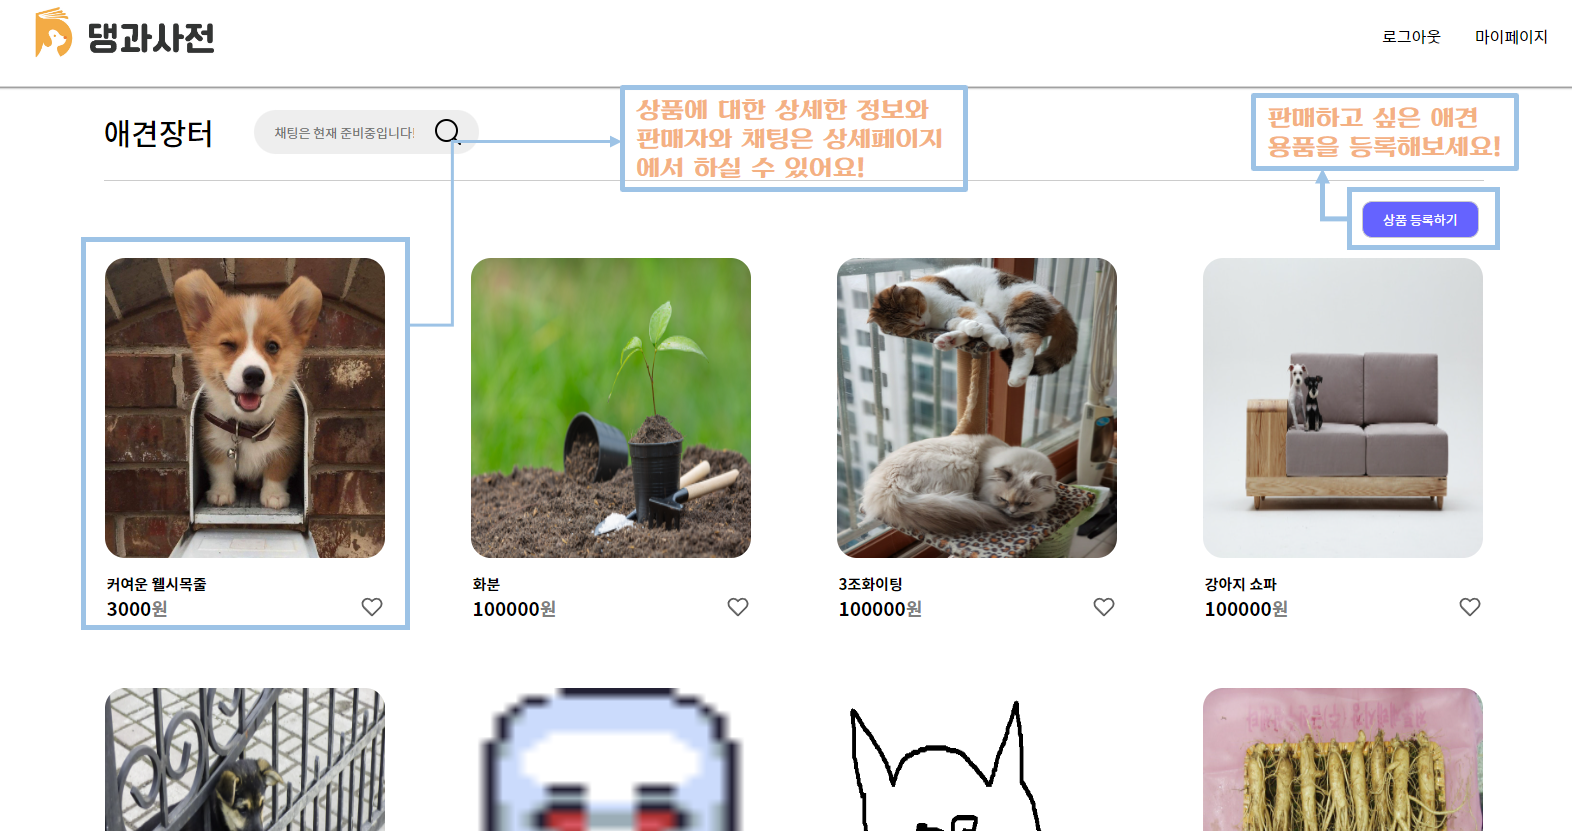 댕과사전
로그아웃 마이페이지
애견장터
채팅은 현재 준비중입니다!
상품에 대한 상세한 정보와
판매자와 채팅은 상세페이지
에서 하실 수 있어요!
판매하고 싶은 애견
용품을 등록해보세요!
상품 등록하기
커여운 웰시목줄
3000원
화분
100000원
3조화이팅
100000원
강아지 쇼파
100000원